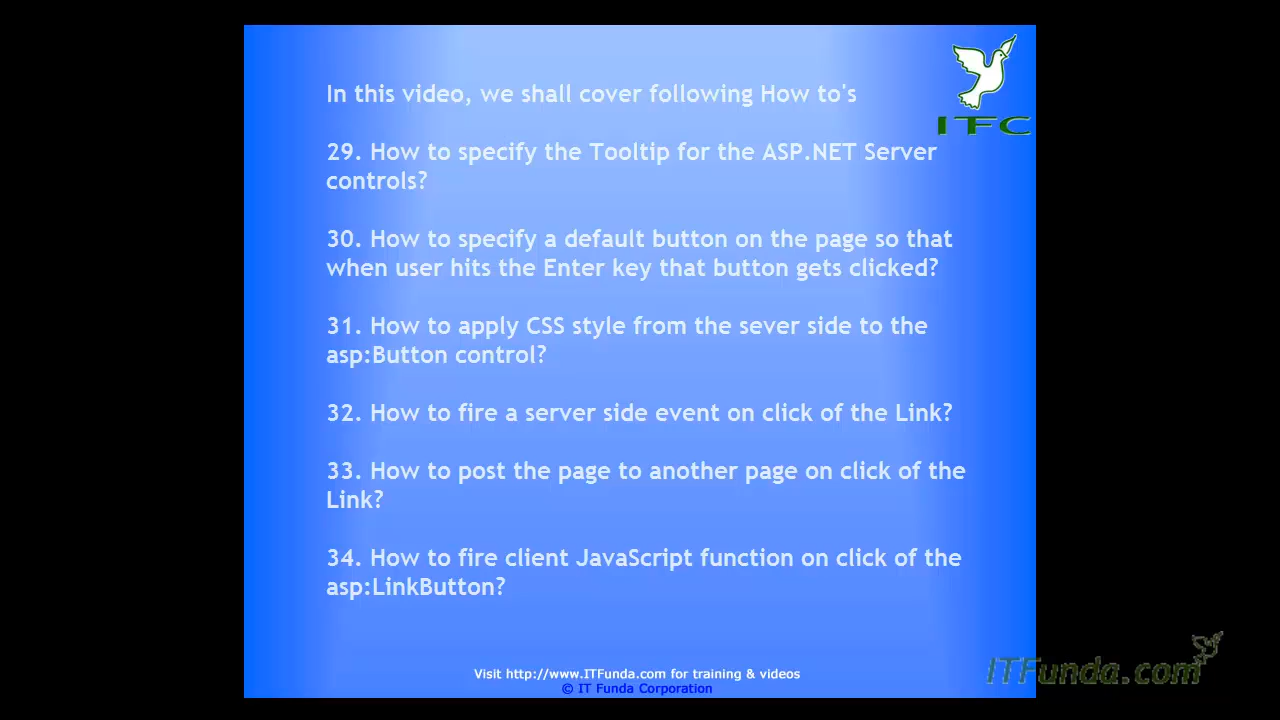 In this video, we shall cover following How to's
ITC
29. How to specify the Tooltip for the ASP.NET Server
controls?
30. How to specify a default button on the page so that
when user hits the Enter key that button gets clicked?
31. How to apply CSS style from the sever side to the
asp:Button control?
32. How to fire a server side event on click of the Link?
33. How to post the page to another page on click of the
Link?
34. How to fire client JavaScript function on click of the
asp:LinkButton?
Visit http://www.ITFunda.com for training & videos
© IT Funda Corporation
ITFunda.com